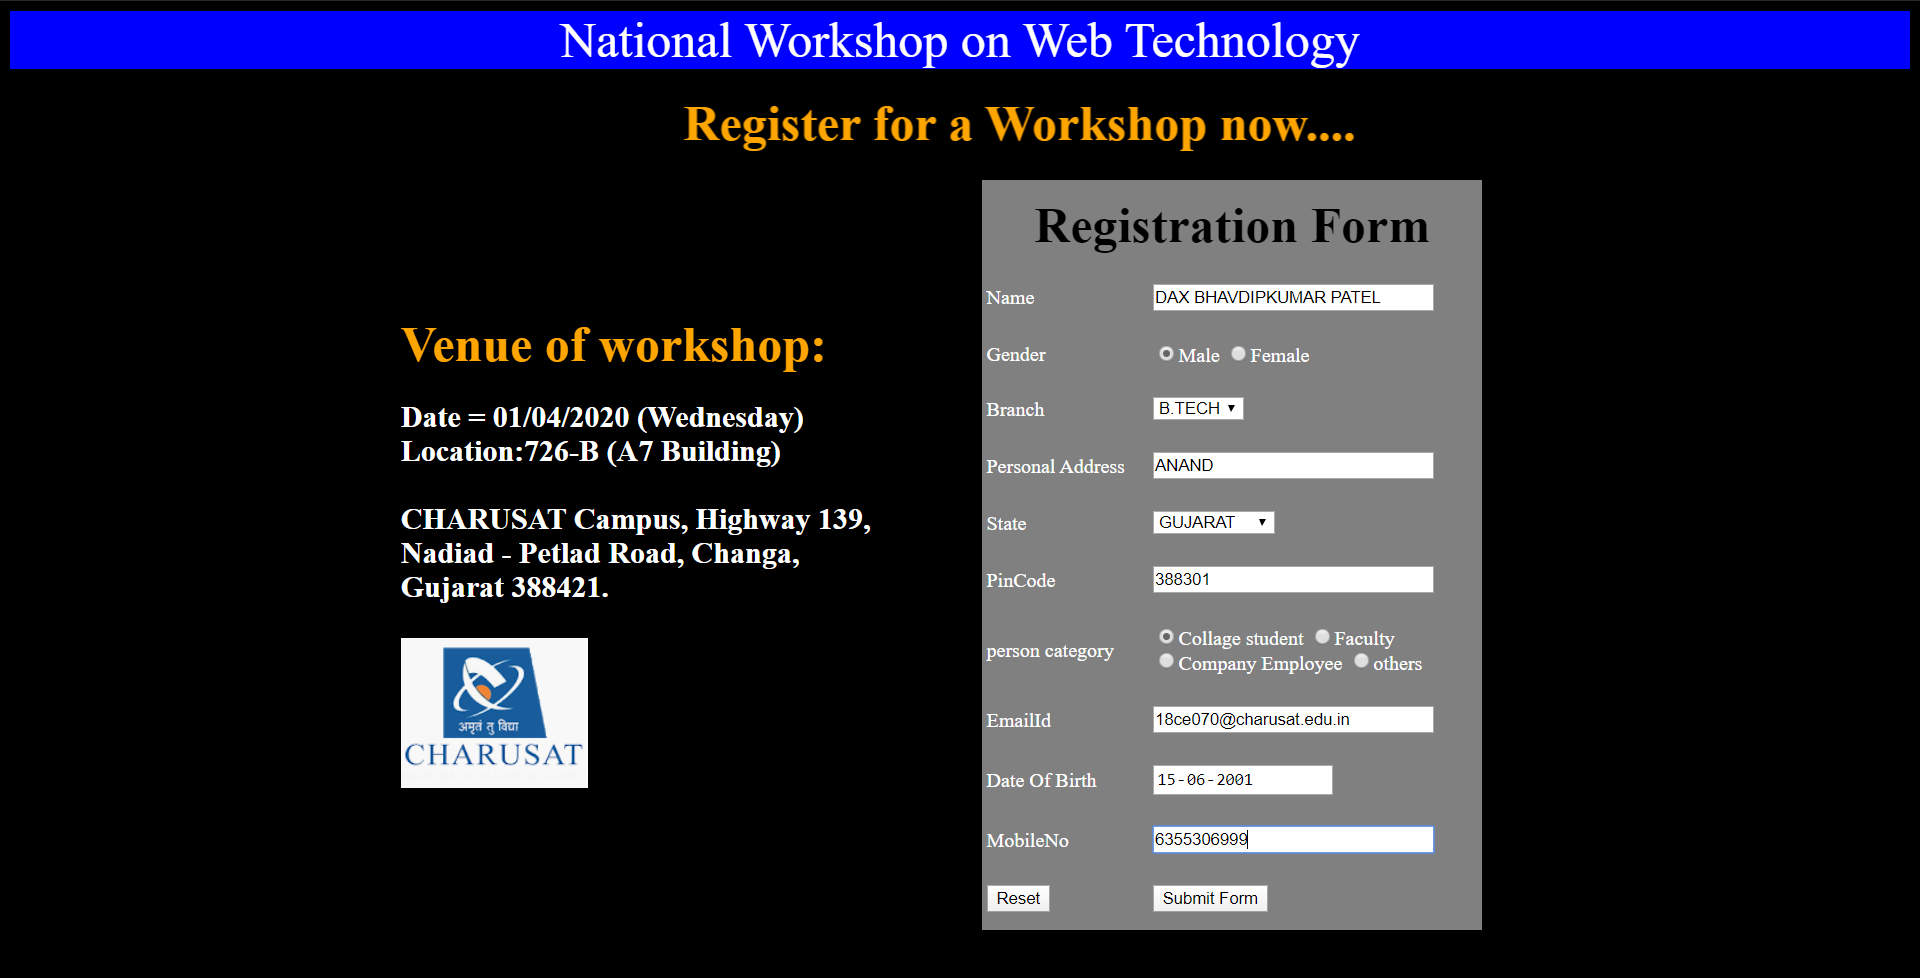 National Workshop on Web Technology
Register for a Workshop now....
Venue of workshop:
Date = 01/04/2020 (Wednesday)
Location:726-B (A7 Building)
CHARUSAT Campus, Highway 139,
Nadiad - Petlad Road, Changa,
Gujarat 388421.
अमृतं तु विद्या
CHARUSAT
Registration Form
Name DAX BHAVDIPKUMAR PATEL
Gender Male Female
Branch B.TECH
Personal Address ANAND
State GUJARAT
PinCode 388301
person category Collage student Faculty
Company Employee others
EmailId 18ce070@charusat.edu.in
Date Of Birth 15-06-2001
MobileNo 6355306999
Reset Submit Form